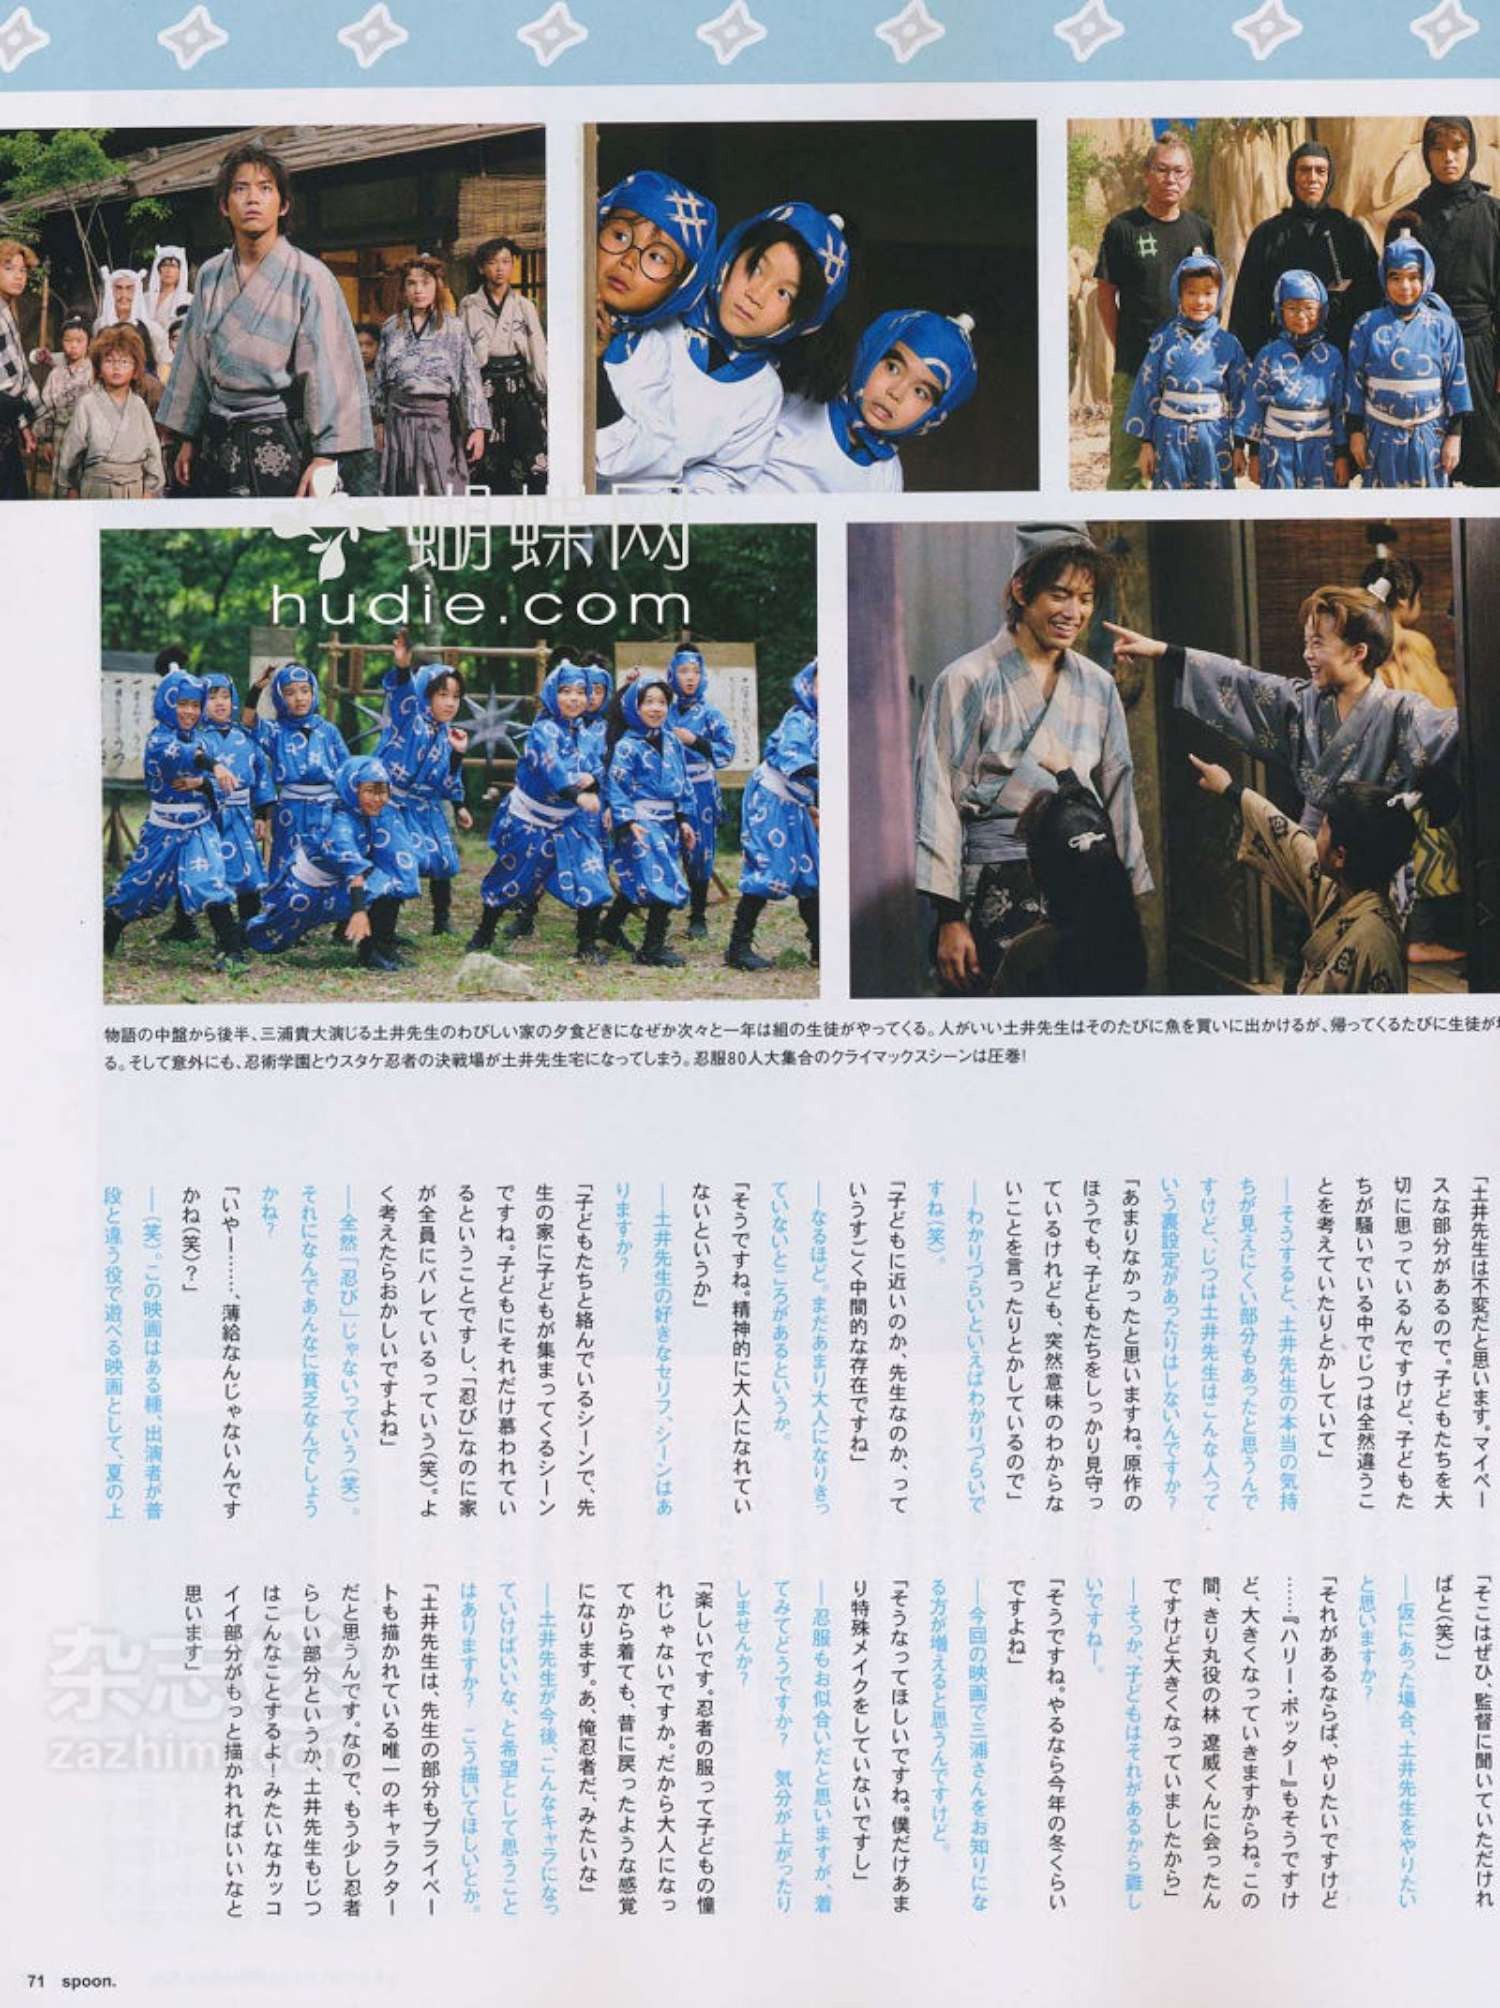 蝴蝶网
hudie.com
物語の中盤から後半、三浦貴大演じる土井先生のわびしい家の夕食どきになぜか次々と一年は組の生徒がやってくる。人がいい土井先生はそのたびに魚を買いに出かけるが、帰ってくるたびに生徒が
る。そして意外にも、忍術学園とウスタケ忍者の決戦場が土井先生宅になってしまう。忍服80人大集合のクライマックスシーンは圧巻!
「土井先生は不変だと思います。マイペー
スな部分があるので。子どもたちを大
切に思っているんですけど、子どもた
ちが騒いでいる中でじつは全然違うこ
とを考えていたりとかしていて」
――そうすると、土井先生の本当の気持
ちが見えにくい部分もあったと思うんで
すけど、じつは土井先生はこんな人って
いう裏設定があったりはしないんですか?
「あまりなかったと思いますね。原作の
ほうでも、子どもたちをしっかり見守っ
ているけれども、突然意味のわからな
いことを言ったりとかしているので」
――わかりづらいといえばわかりづらいで
すね(笑)。
「子どもに近いのか、先生なのか、って
いうすごく中間的な存在ですね」
――なるほど。まだあまり大人になりきっ
ていないところがあるというか。
「そうですね。精神的に大人になれてい
ないというか」
――土井先生の好きなセリフ、シーンはあ
りますか?
「子どもたちと絡んでいるシーンで、先
生の家に子どもが集まってくるシーン
ですね。子どもにそれだけ慕われてい
るということですし、「忍び」なのに家
が全員にバレているっていう(笑)。よ
く考えたらおかしいですよね」
――全然「忍び」じゃないっていう(笑)。
それになんであんなに貧乏なんでしょう
かね?
「いやー……、薄給なんじゃないんです
かね(笑)?」
――(笑)。この映画はある種、出演者が普
段と違う役で遊べる映画として、夏の上
「そこはぜひ、監督に聞いていただけれ
ばと(笑)」
――仮にあった場合、土井先生をやりたい
と思いますか?
「それがあるならば、やりたいですけど
……『ハリー・ポッター』もそうですけ
ど、大きくなっていきますからね。この
間、きり丸役の林 遼威くんに会ったん
ですけど大きくなっていましたから」
――そっか、子どもはそれがあるから難し
いですねー。
「そうですね。やるなら今年の冬くらい
ですよね」
――今回の映画で三浦さんをお知りにな
る方が増えると思うんですけど。
「そうなってほしいですね。僕だけあま
り特殊メイクをしていないですし」
――忍服もお似合いだと思いますが、着
てみてどうですか? 気分が上がったり
しませんか?
「楽しいです。忍者の服って子どもの憧
れじゃないですか。だから大人になっ
てから着ても、昔に戻ったような感覚
になります。あ、俺忍者だ、みたいな」
――土井先生が今後、こんなキャラになっ
ていけばいいな、と希望として思うこと
はありますか? こう描いてほしいとか。
「土井先生は、先生の部分もプライベー
トも描かれている唯一のキャラクター
だと思うんです。なので、もう少し忍者
らしい部分というか、土井先生もじつ
はこんなことするよ!みたいなカッコ
イイ部分がもっと描かれればいいなと
思います」
杂志迷
zazhimi.com
71 spoon.